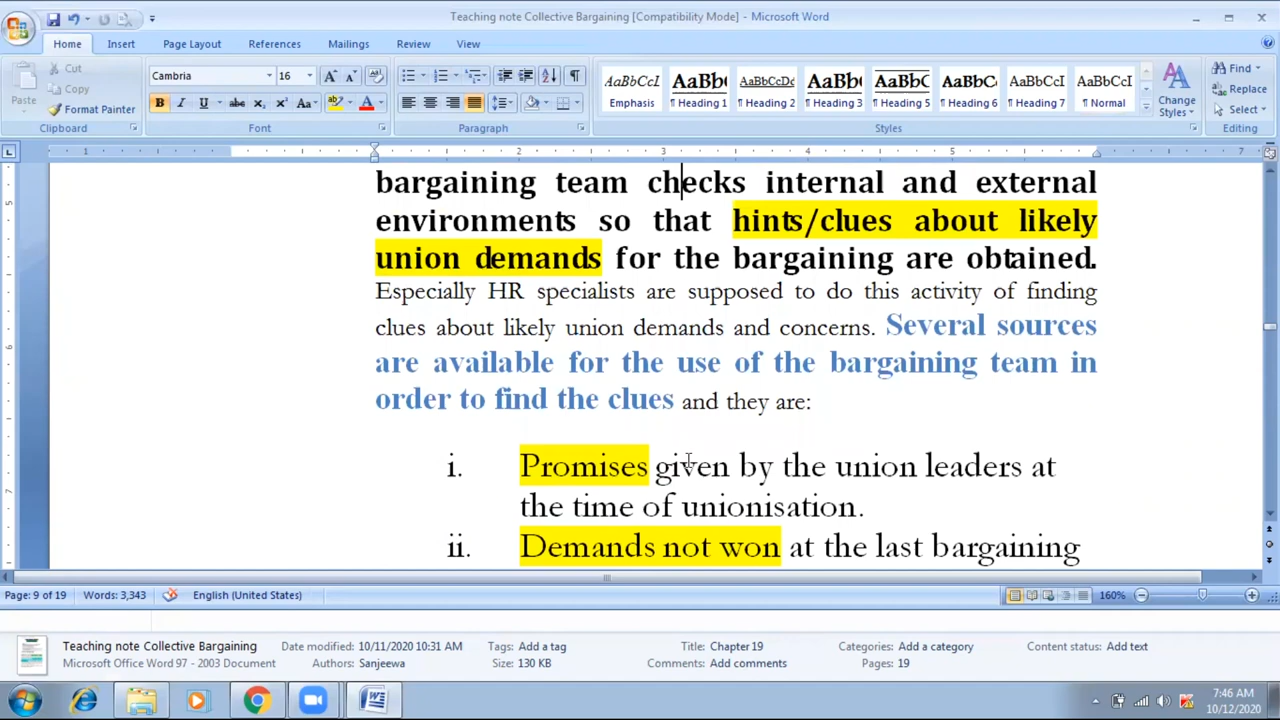 Teaching note Collective Bargaining [Compatibility Mode] - Microsoft Word
Home Insert Page Layout References Mailings Review View
Paste Cut Copy Format Painter Clipboard
Cambria 16 Font
Paragraph
AaBbCcI Emphasis AaBbC ¶ Heading 1 AaBbCcDc ¶ Heading 2 AaBbC ¶ Heading 3 AaBbC ¶ Heading 5 AaBbC ¶ Heading 6 AaBbCcI ¶ Heading 7 AaBbCcI ¶ Normal Change Styles Styles
Find Replace Select Editing
1 2 3 4 5 6 7
bargaining team checks internal and external
environments so that hints/clues about likely
union demands for the bargaining are obtained.
Especially HR specialists are supposed to do this activity of finding
clues about likely union demands and concerns. Several sources
are available for the use of the bargaining team in
order to find the clues and they are:
i. Promises given by the union leaders at
the time of unionisation.
ii. Demands not won at the last bargaining
Page: 9 of 19 Words: 3,343 English (United States) 160%
Teaching note Collective Bargaining Date modified: 10/11/2020 10:31 AM Tags: Add a tag Title: Chapter 19 Categories: Add a category Content status: Add text
Microsoft Office Word 97 - 2003 Document Authors: Sanjeewa Size: 130 KB Comments: Add comments Pages: 19
7:46 AM
10/12/2020